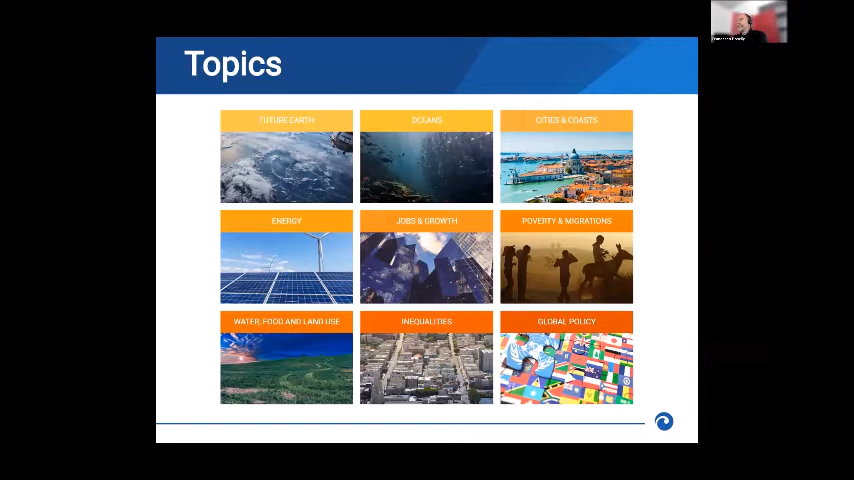 Topics
FUTURE EARTH
OCEANS
CITIES & COASTS
ENERGY
JOBS & GROWTH
POVERTY & MIGRATIONS
WATER, FOOD AND LAND USE
INEQUALITIES
GLOBAL POLICY